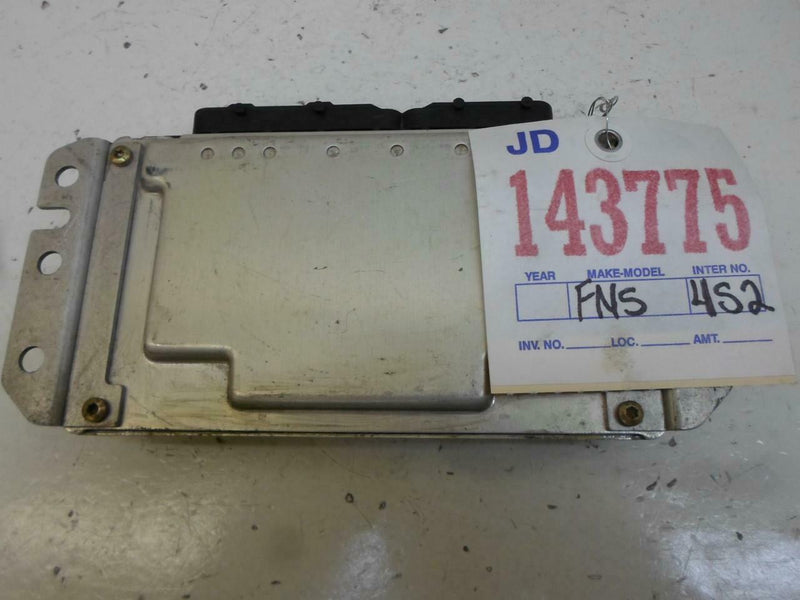 JD
143775
YEAR MAKE-MODEL INTER NO.
FNS 4S2
INV. NO. LOC. AMT.